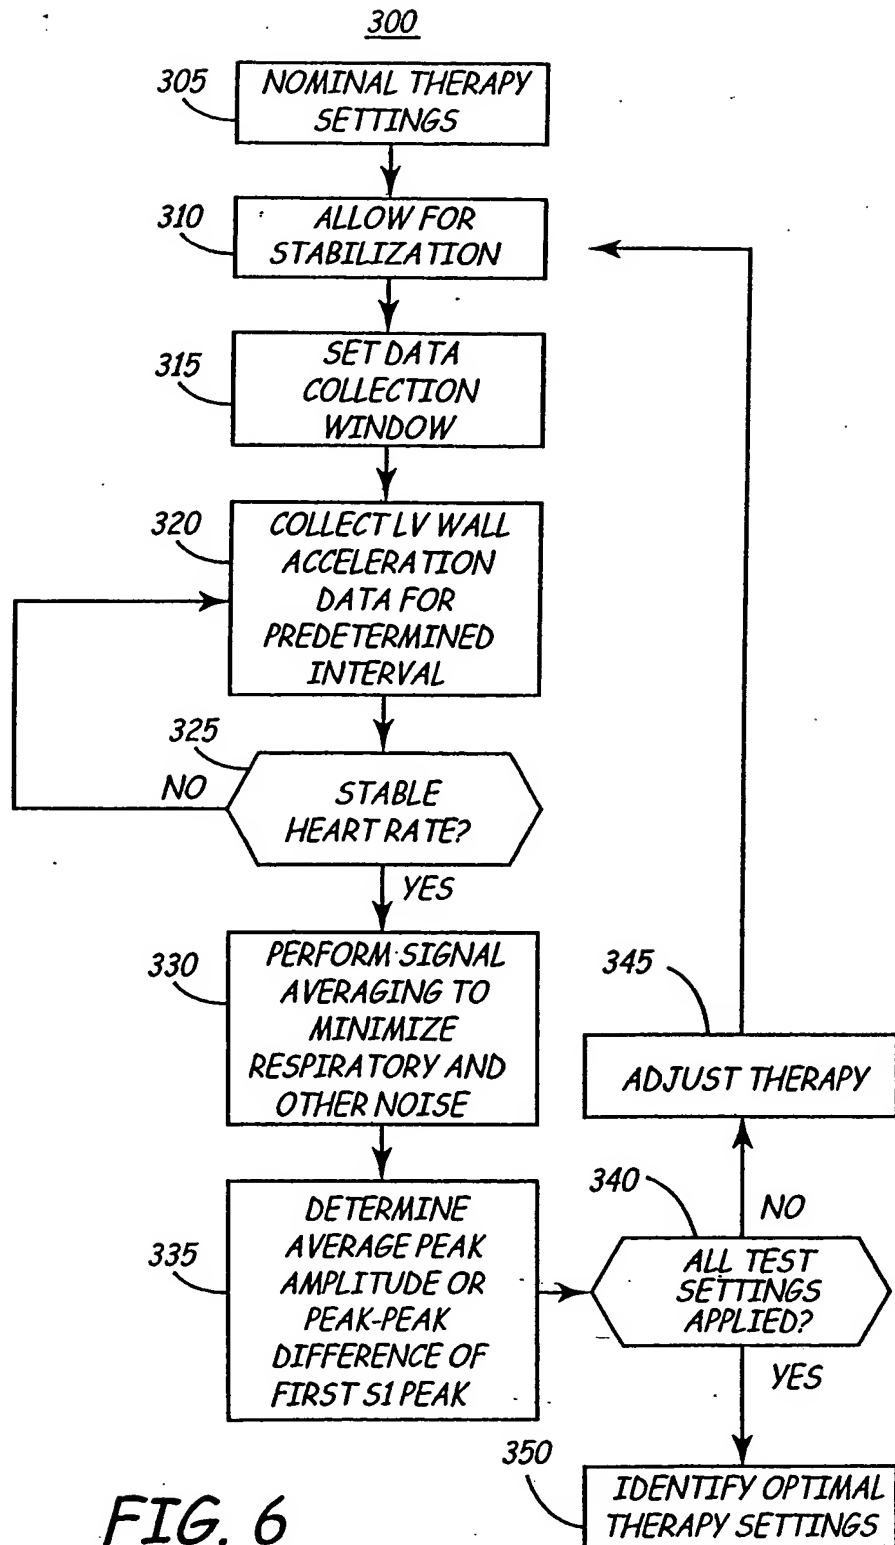 300
305
NOMINAL THERAPY
SETTINGS
310
ALLOW FOR
STABILIZATION
315
SET DATA
COLLECTION
WINDOW
320
COLLECT LV WALL
ACCELERATION
DATA FOR
PREDETERMINED
INTERVAL
325
NO
STABLE
HEART RATE?
YES
330
PERFORM SIGNAL
AVERAGING TO
MINIMIZE
RESPIRATORY AND
OTHER NOISE
345
ADJUST THERAPY
335
DETERMINE
AVERAGE PEAK
AMPLITUDE OR
PEAK-PEAK
DIFFERENCE OF
FIRST S1 PEAK
340
NO
ALL TEST
SETTINGS
APPLIED?
YES
350
IDENTIFY OPTIMAL
THERAPY SETTINGS
FIG. 6